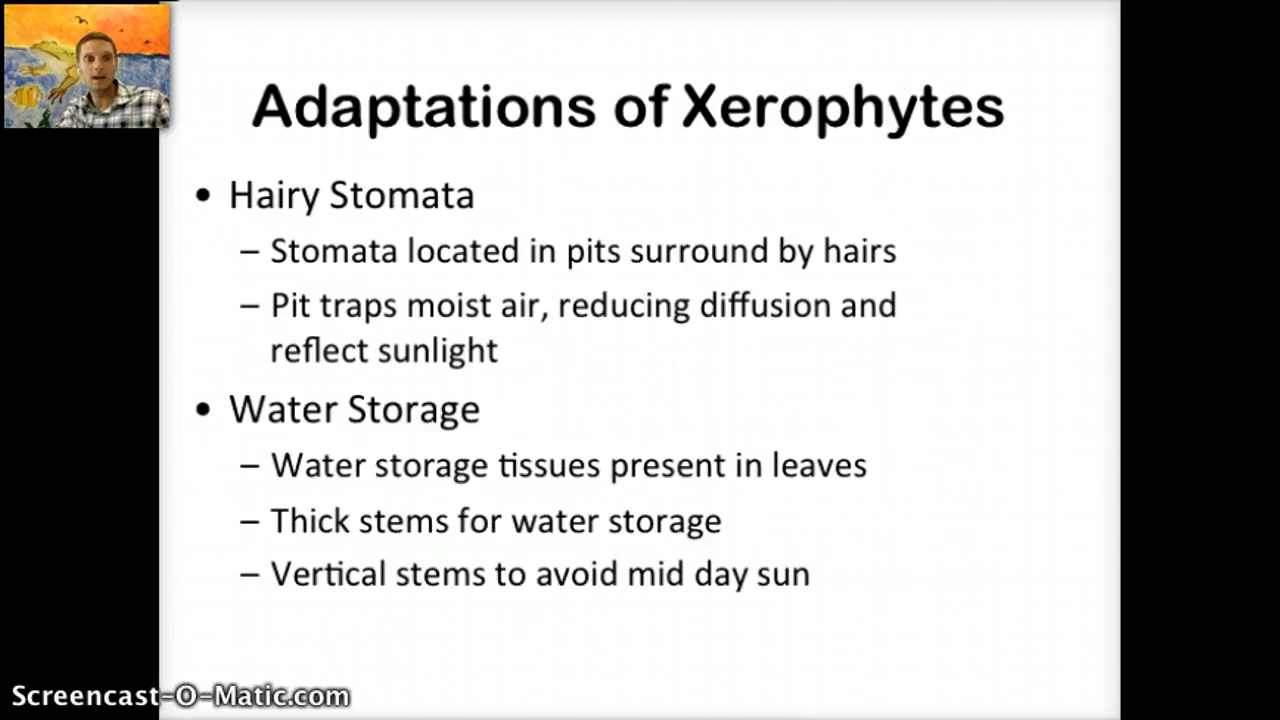 Adaptations of Xerophytes
• Hairy Stomata
– Stomata located in pits surround by hairs
– Pit traps moist air, reducing diffusion and
reflect sunlight
• Water Storage
– Water storage tissues present in leaves
– Thick stems for water storage
– Vertical stems to avoid mid day sun
Screencast-O-Matic.com